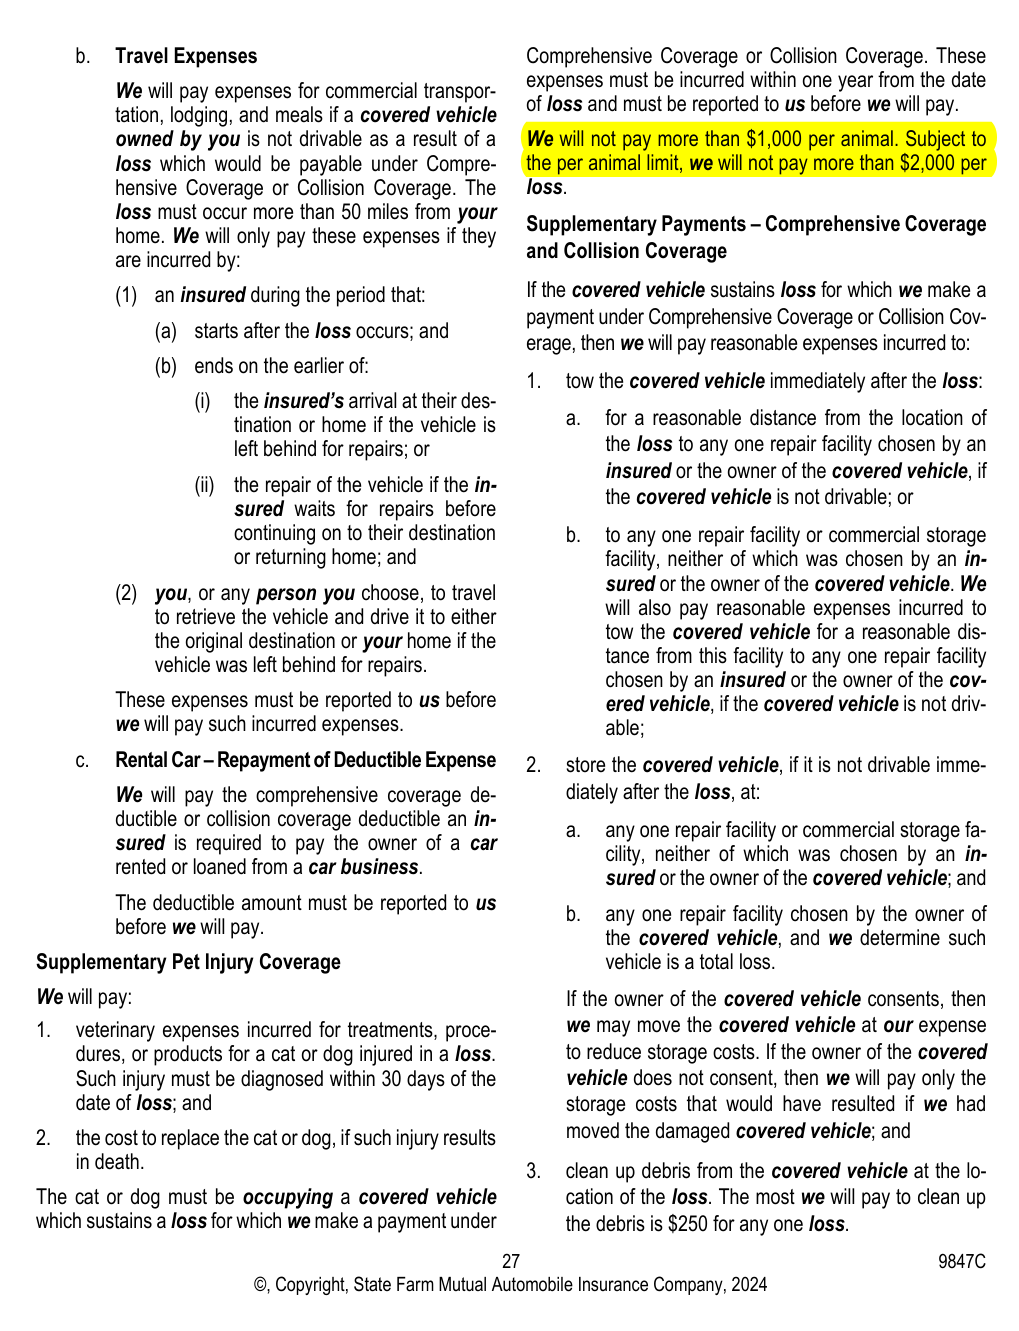 b. Travel Expenses
We will pay expenses for commercial transpor-
tation, lodging, and meals if a covered vehicle
owned by you is not drivable as a result of a
loss which would be payable under Compre-
hensive Coverage or Collision Coverage. The
loss must occur more than 50 miles from your
home. We will only pay these expenses if they
are incurred by:
(1) an insured during the period that:
(a) starts after the loss occurs; and
(b) ends on the earlier of:
(i) the insured's arrival at their des-
tination or home if the vehicle is
left behind for repairs; or
(ii) the repair of the vehicle if the in-
sured waits for repairs before
continuing on to their destination
or returning home; and
(2) you, or any person you choose, to travel
to retrieve the vehicle and drive it to either
the original destination or your home if the
vehicle was left behind for repairs.
These expenses must be reported to us before
we will pay such incurred expenses.
c. Rental Car – Repayment of Deductible Expense
We will pay the comprehensive coverage de-
ductible or collision coverage deductible an in-
sured is required to pay the owner of a car
rented or loaned from a car business.
The deductible amount must be reported to us
before we will pay.
Supplementary Pet Injury Coverage
We will pay:
1. veterinary expenses incurred for treatments, proce-
dures, or products for a cat or dog injured in a loss.
Such injury must be diagnosed within 30 days of the
date of loss; and
2. the cost to replace the cat or dog, if such injury results
in death.
The cat or dog must be occupying a covered vehicle
which sustains a loss for which we make a payment under
Comprehensive Coverage or Collision Coverage. These
expenses must be incurred within one year from the date
of loss and must be reported to us before we will pay.
We will not pay more than $1,000 per animal. Subject to
the per animal limit, we will not pay more than $2,000 per
loss.
Supplementary Payments – Comprehensive Coverage
and Collision Coverage
If the covered vehicle sustains loss for which we make a
payment under Comprehensive Coverage or Collision Cov-
erage, then we will pay reasonable expenses incurred to:
1. tow the covered vehicle immediately after the loss:
a. for a reasonable distance from the location of
the loss to any one repair facility chosen by an
insured or the owner of the covered vehicle, if
the covered vehicle is not drivable; or
b. to any one repair facility or commercial storage
facility, neither of which was chosen by an in-
sured or the owner of the covered vehicle. We
will also pay reasonable expenses incurred to
tow the covered vehicle for a reasonable dis-
tance from this facility to any one repair facility
chosen by an insured or the owner of the cov-
ered vehicle, if the covered vehicle is not driv-
able;
2. store the covered vehicle, if it is not drivable imme-
diately after the loss, at:
a. any one repair facility or commercial storage fa-
cility, neither of which was chosen by an in-
sured or the owner of the covered vehicle; and
b. any one repair facility chosen by the owner of
the covered vehicle, and we determine such
vehicle is a total loss.
If the owner of the covered vehicle consents, then
we may move the covered vehicle at our expense
to reduce storage costs. If the owner of the covered
vehicle does not consent, then we will pay only the
storage costs that would have resulted if we had
moved the damaged covered vehicle; and
3. clean up debris from the covered vehicle at the lo-
cation of the loss. The most we will pay to clean up
the debris is $250 for any one loss.
27
9847C
©, Copyright, State Farm Mutual Automobile Insurance Company, 2024